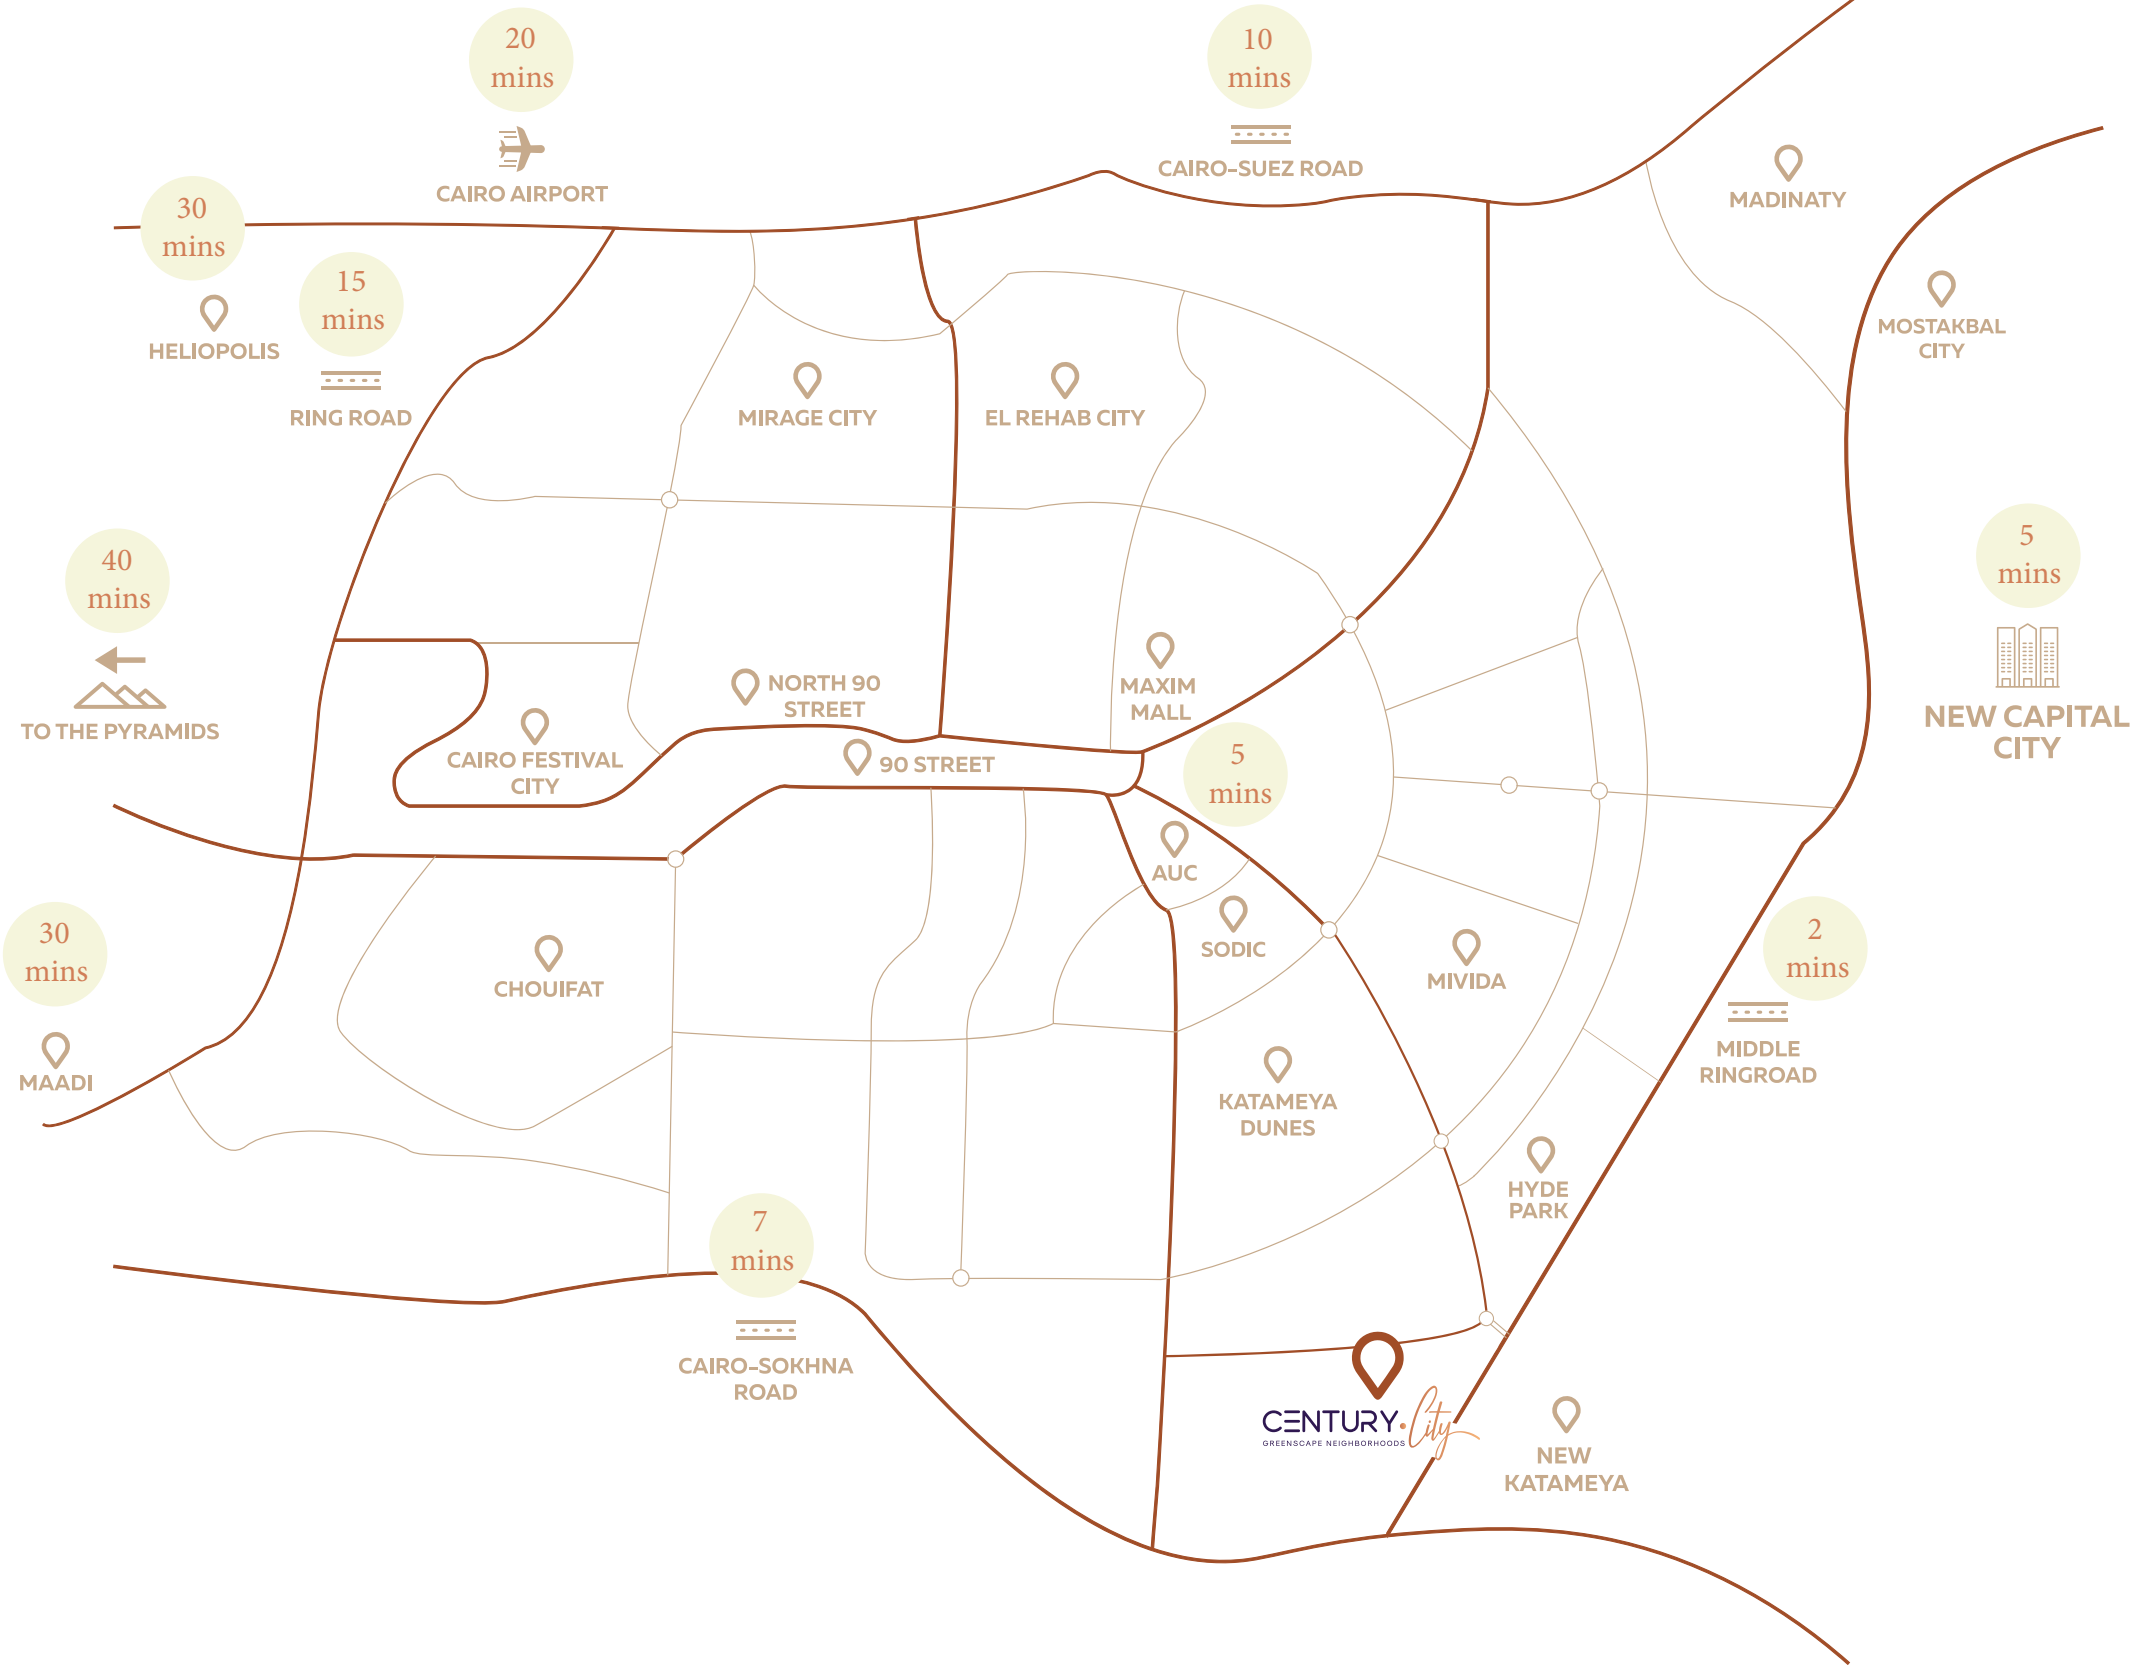 20
mins
CAIRO AIRPORT
10
mins
CAIRO-SUEZ ROAD
MADINATY
30
mins
HELIOPOLIS
15
mins
RING ROAD
MOSTAKBAL
CITY
MIRAGE CITY
EL REHAB CITY
40
mins
TO THE PYRAMIDS
5
mins
NEW CAPITAL
CITY
NORTH 90
STREET
MAXIM
MALL
CAIRO FESTIVAL
CITY
90 STREET
5
mins
AUC
SODIC
MIVIDA
30
mins
MAADI
CHOUIFAT
2
mins
MIDDLE
RINGROAD
KATAMEYA
DUNES
HYDE
PARK
7
mins
CAIRO-SOKHNA
ROAD
CENTURY·City
GREENSCAPE NEIGHBORHOODS
NEW
KATAMEYA